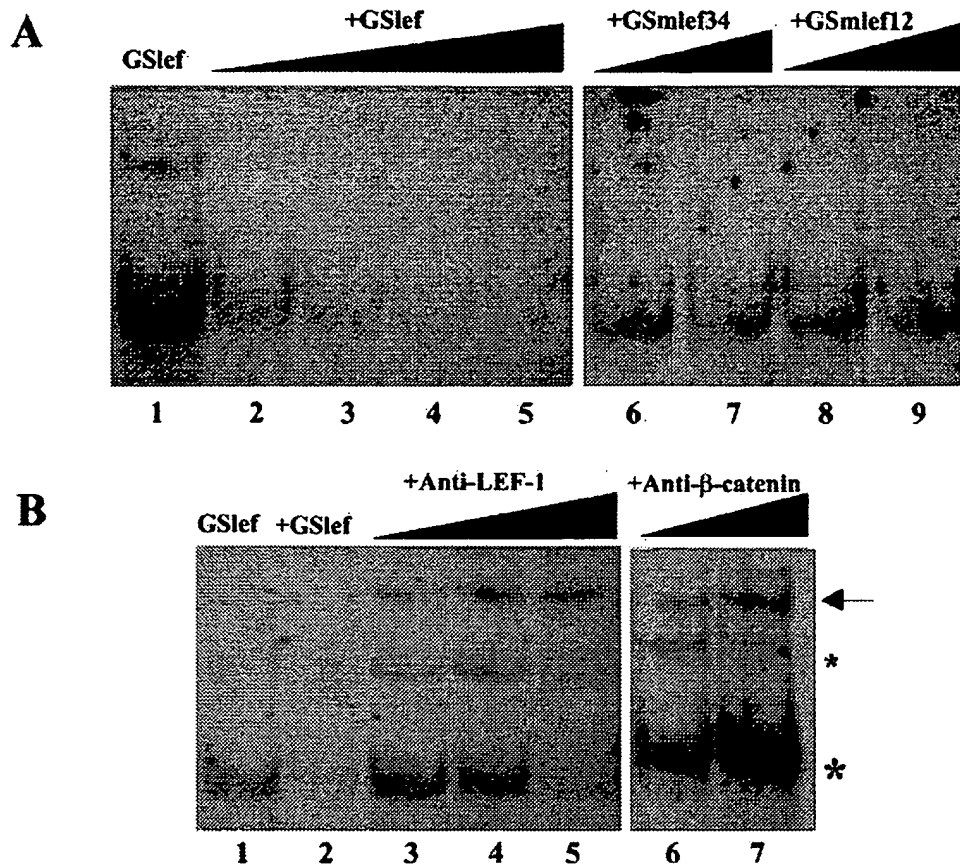 A
+GSlef
+GSmlef34
+GSmlef12
GSlef
1 2 3 4 5 6 7 8 9
B
+Anti-LEF-1
+Anti-β-catenin
GSlef +GSlef
*
*
1 2 3 4 5 6 7